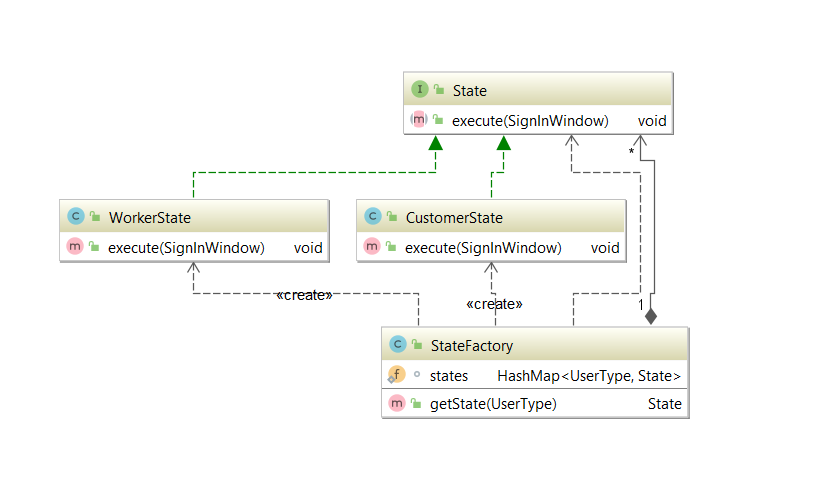 I State
m execute(SignInWindow) void
*
C WorkerState
m execute(SignInWindow) void
C CustomerState
m execute(SignInWindow) void
«create»
«create»
1
C StateFactory
f states HashMap<UserType, State>
m getState(UserType) State